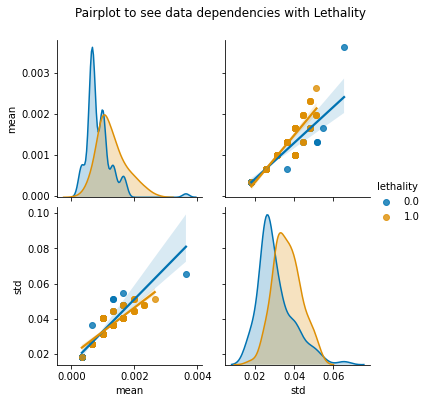 Pairplot to see data dependencies with Lethality
0.003
0.002
0.001
0.000
mean
lethality
0.0
1.0
0.10
0.08
0.06
0.04
0.02
std
0.000 0.002 0.004
mean
0.02 0.04 0.06
std